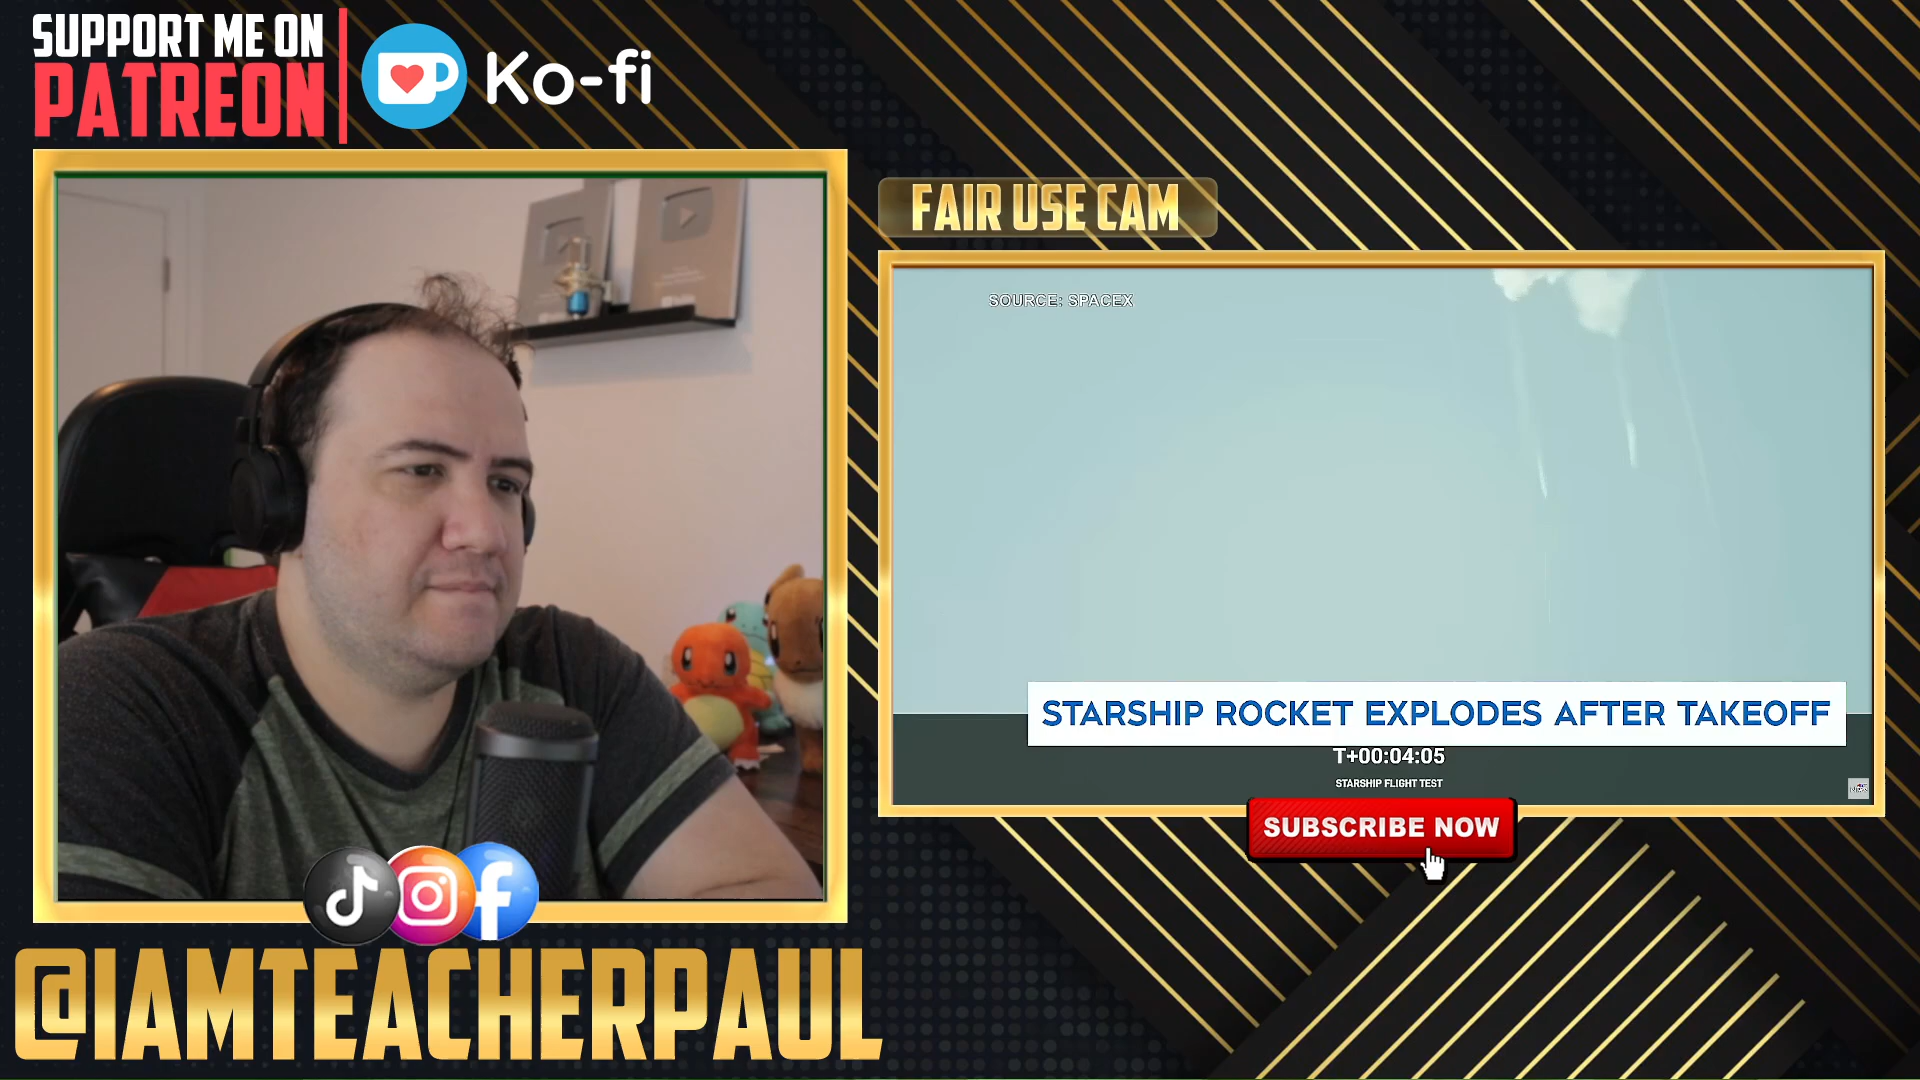 SUPPORT ME ON
PATREON
Ko-fi
FAIR USE CAM
SOURCE: SPACEX
STARSHIP ROCKET EXPLODES AFTER TAKEOFF
T+00:04:05
STARSHIP FLIGHT TEST
SUBSCRIBE NOW
@IAMTEACHERPAUL